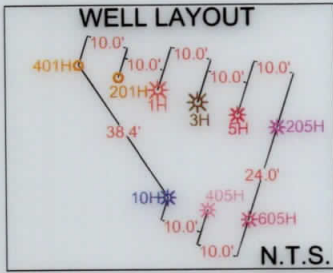 WELL LAYOUT
10.0' 10.0' 10.0'
401H 10.0' 10.0'
201H 1H
3H 5H 205H
38.4'
24.0'
10H 405H
10.0' 605H
10.0' N.T.S.